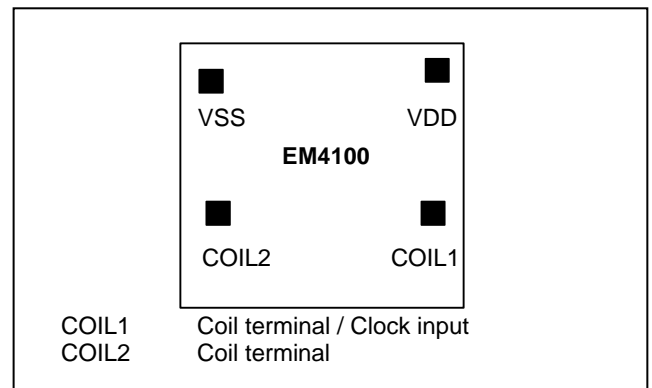 VSS VDD
EM4100
COIL2 COIL1
COIL1 Coil terminal / Clock input
COIL2 Coil terminal